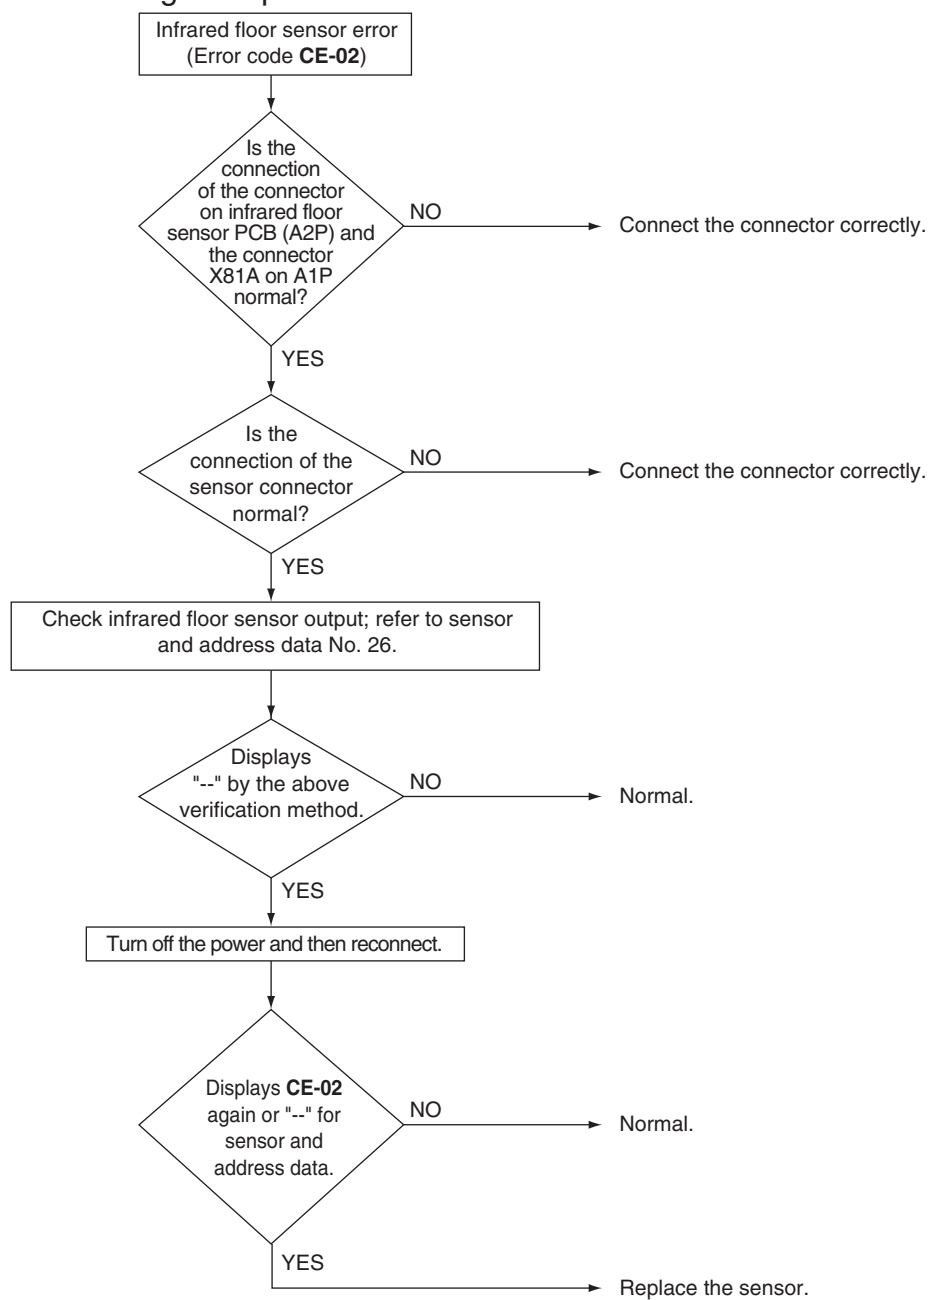 Infrared floor sensor error
(Error code CE-02)
Is the
connection
of the connector
on infrared floor
sensor PCB (A2P) and
the connector
X81A on A1P
normal?
NO
Connect the connector correctly.
YES
Is the
connection of the
sensor connector
normal?
NO
Connect the connector correctly.
YES
Check infrared floor sensor output; refer to sensor
and address data No. 26.
Displays
"--" by the above
verification method.
NO
Normal.
YES
Turn off the power and then reconnect.
Displays CE-02
again or "--" for
sensor and
address data.
NO
Normal.
YES
Replace the sensor.